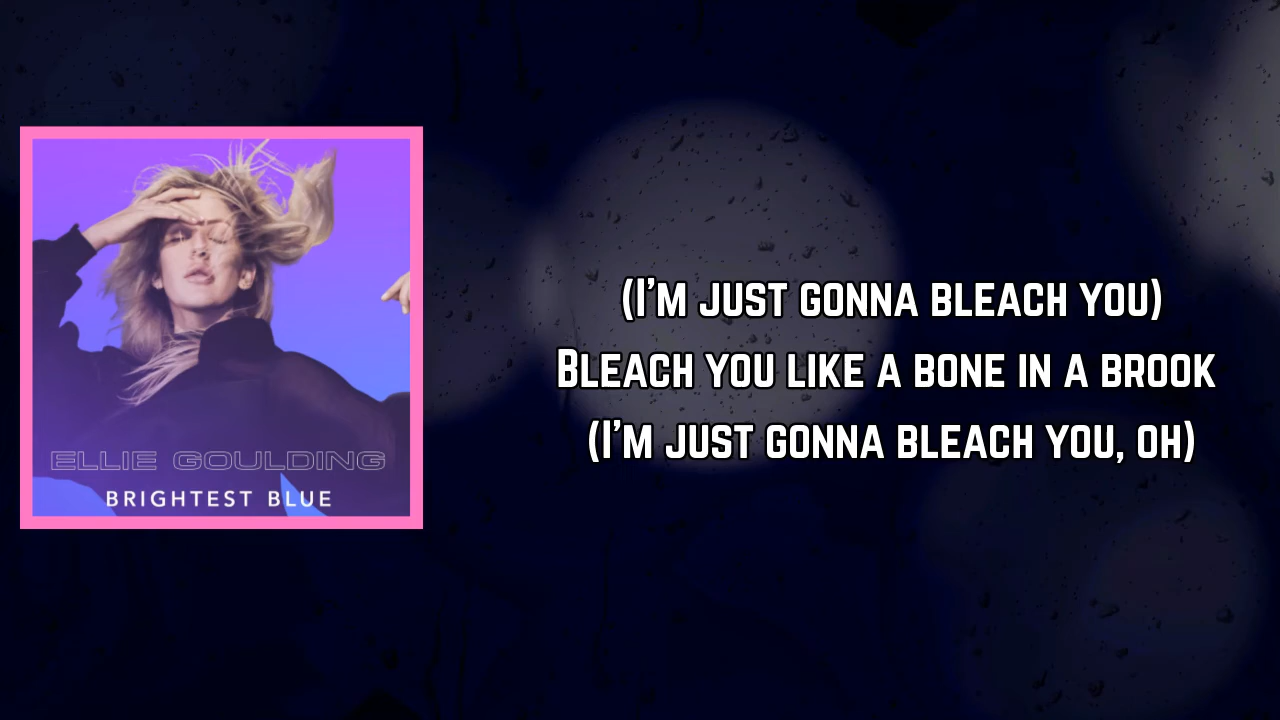 ELLIE GOULDING
BRIGHTEST BLUE
(I'M JUST GONNA BLEACH YOU)
BLEACH YOU LIKE A BONE IN A BROOK
(I'M JUST GONNA BLEACH YOU, OH)